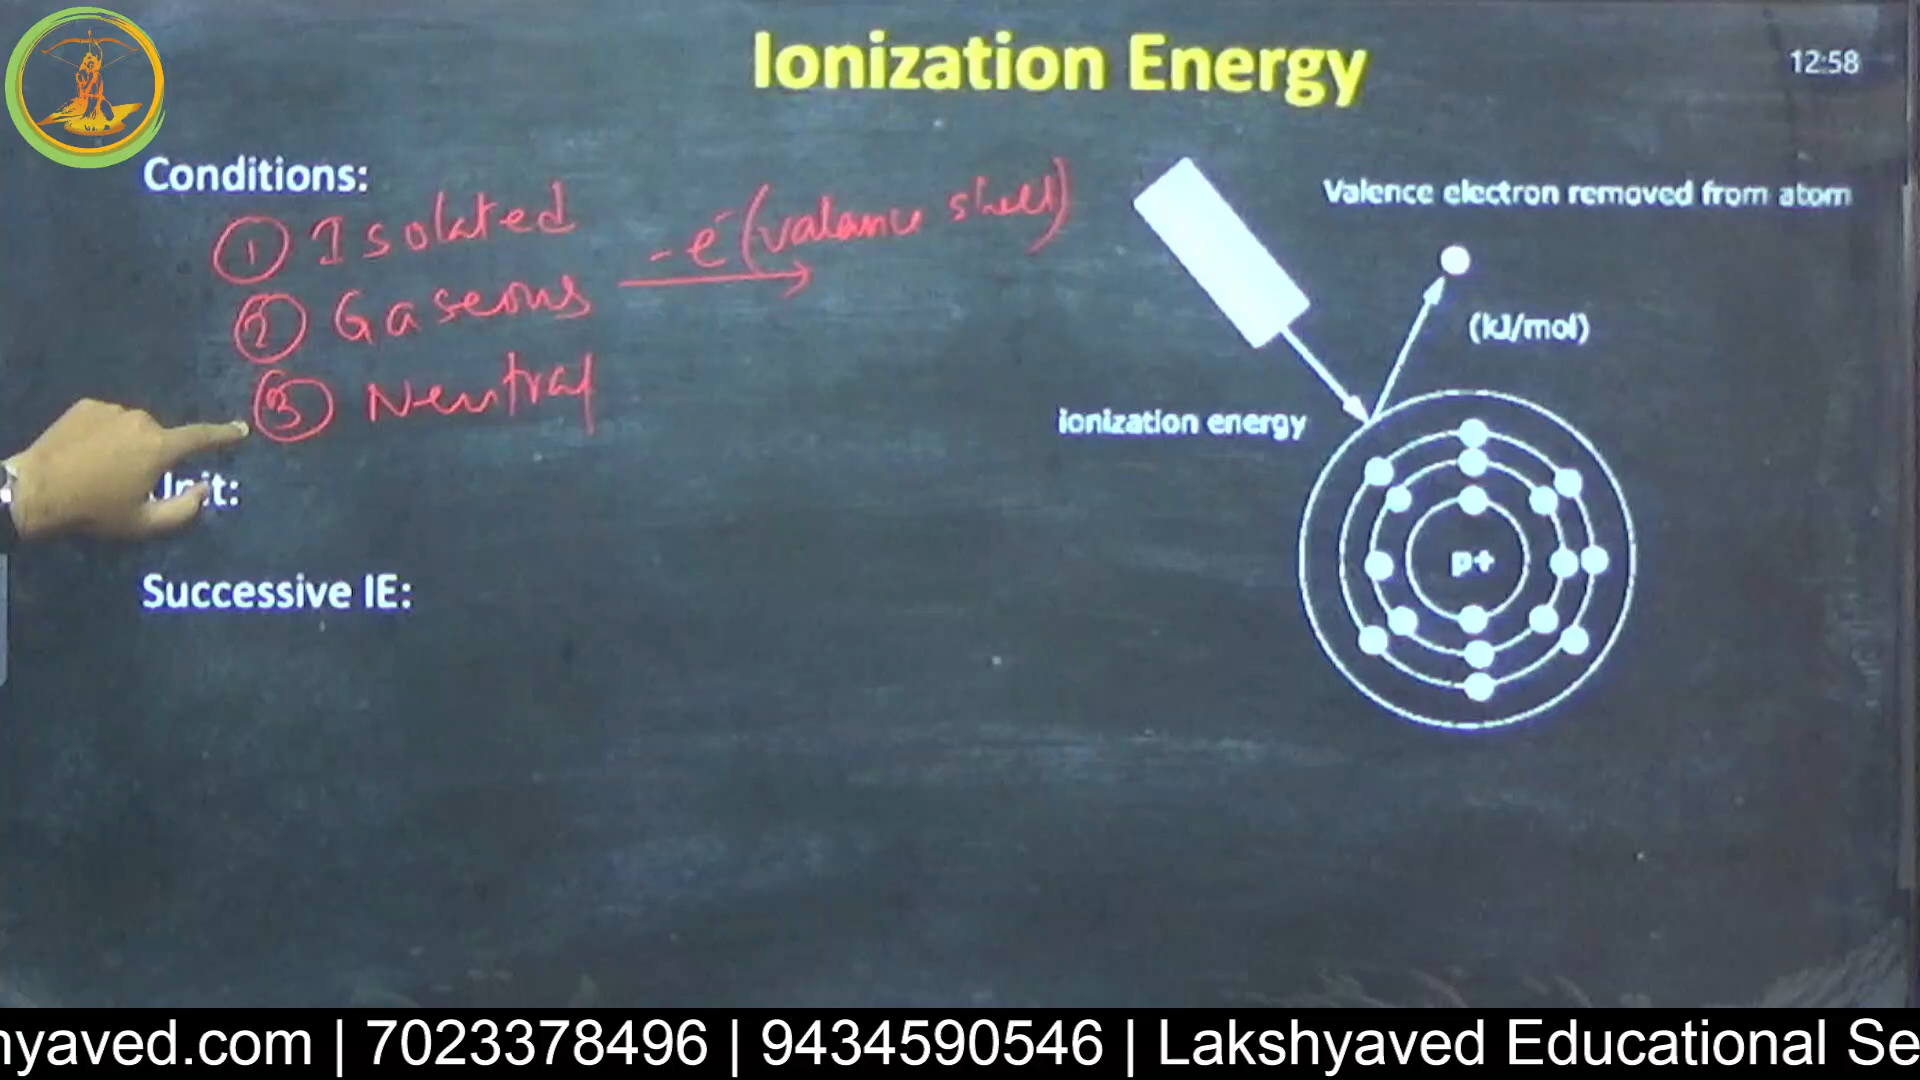 Ionization Energy
12:58
Conditions:
① Isolated
② Gaseous
③ Neutral
-e⁻ (valance shell)
Valence electron removed from atom
(kJ/mol)
ionization energy
p+
Unit:
Successive IE:
hyaved.com | 7023378496 | 9434590546 | Lakshyaved Educational Se